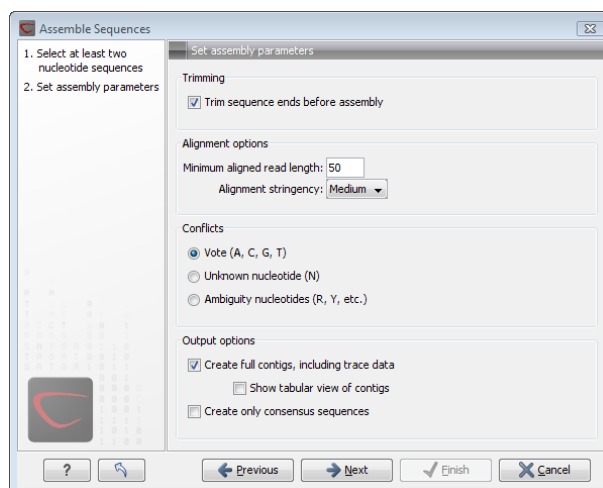 Assemble Sequences
1. Select at least two
nucleotide sequences
2. Set assembly parameters
Set assembly parameters
Trimming
Trim sequence ends before assembly
Alignment options
Minimum aligned read length: 50
Alignment stringency: Medium
Conflicts
Vote (A, C, G, T)
Unknown nucleotide (N)
Ambiguity nucleotides (R, Y, etc.)
Output options
Create full contigs, including trace data
Show tabular view of contigs
Create only consensus sequences
? Previous Next Finish Cancel